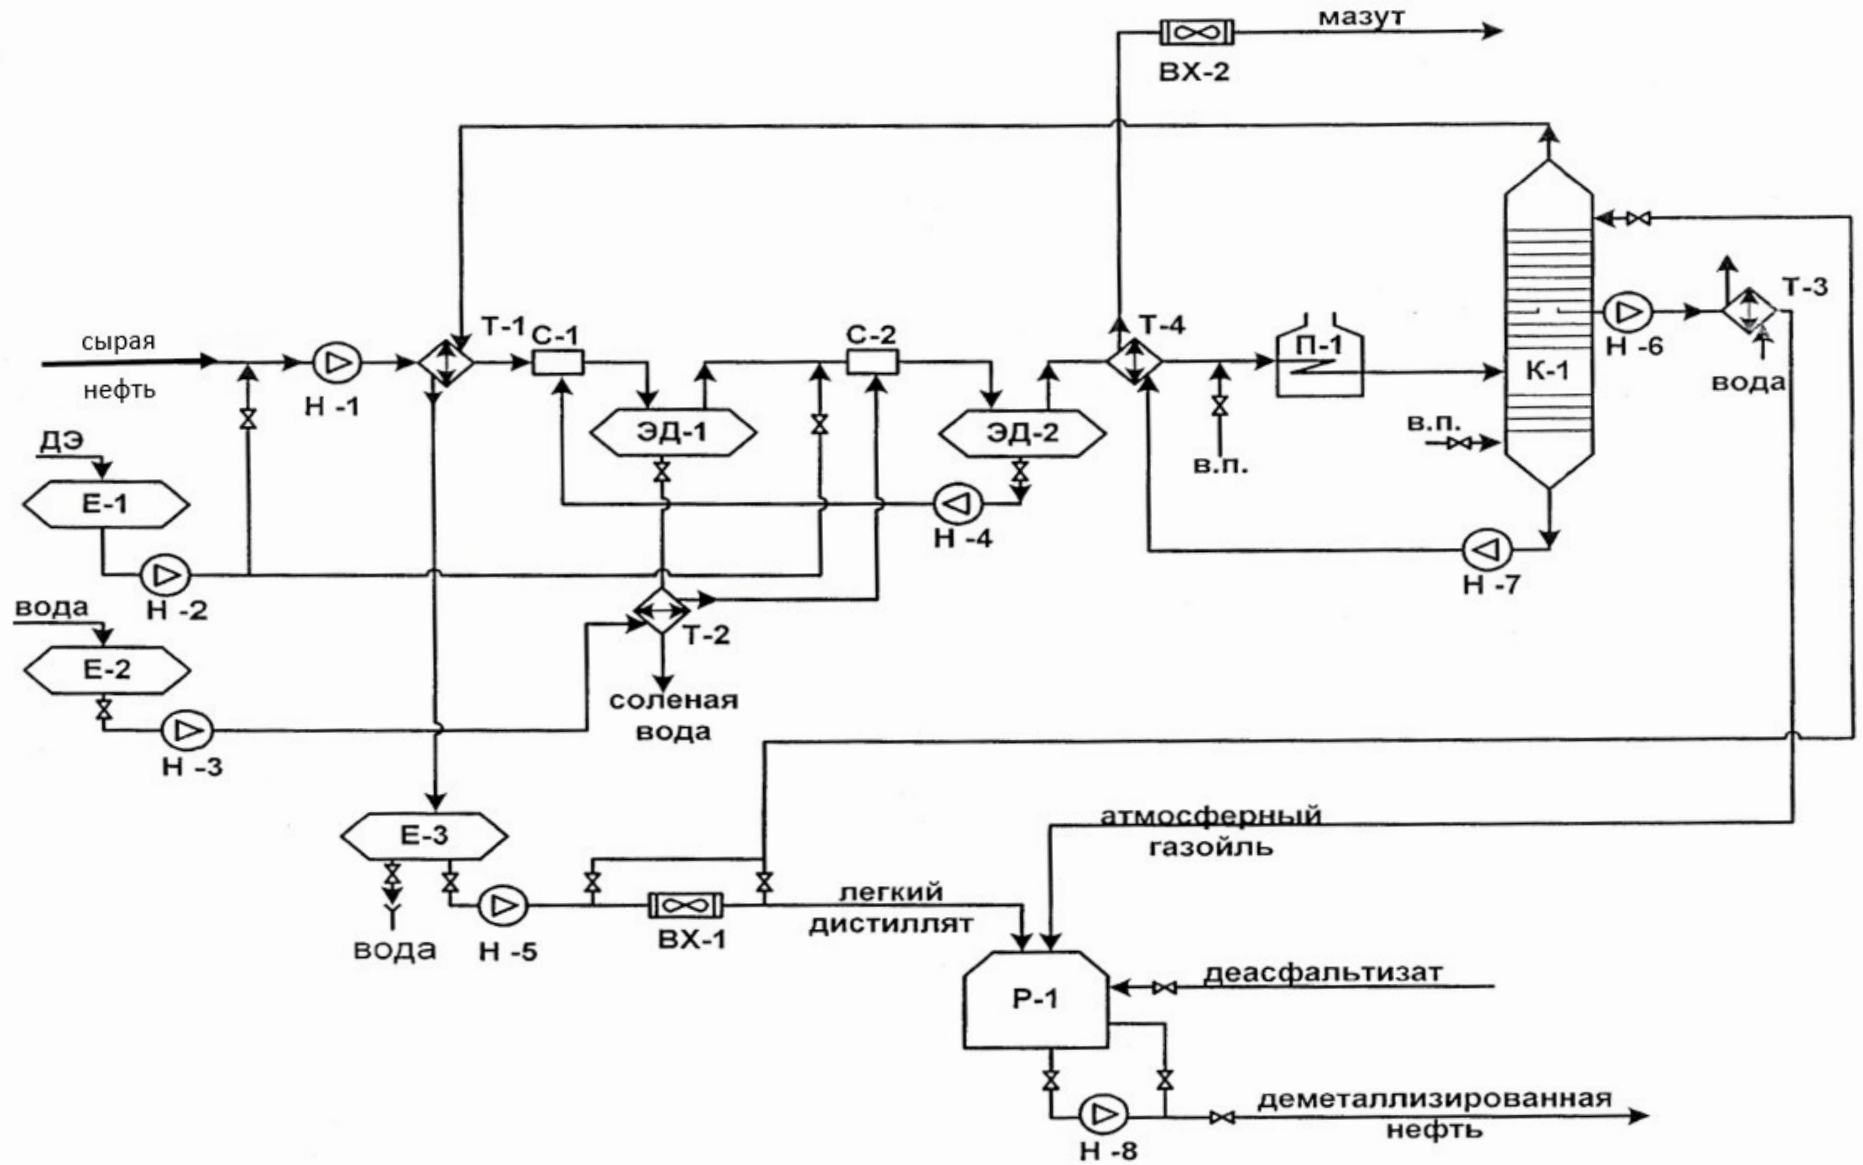 мазут
ВХ-2
Т-1
С-1
С-2
Т-4
Т-3
сырая
нефть
Н -1
П-1
К-1
Н -6
вода
ДЭ
ЭД-1
ЭД-2
в.п.
в.п.
Е-1
Н -4
Н -2
Н -7
вода
Т-2
Е-2
соленая
вода
Н -3
Е-3
атмосферный
газойль
легкий
дистиллят
вода
Н -5
ВХ-1
деасфальтизат
Р-1
деметаллизированная
нефть
Н -8